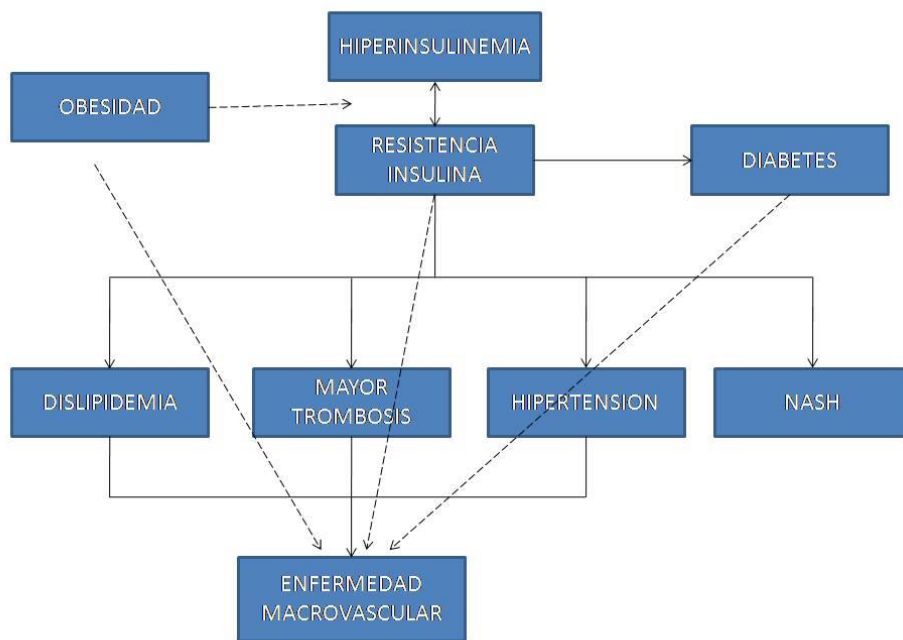 HIPERINSULINEMIA
OBESIDAD
RESISTENCIA
INSULINA
DIABETES
DISLIPIDEMIA
MAYOR
TROMBOSIS
HIPERTENSION
NASH
ENFERMEDAD
MACROVASCULAR